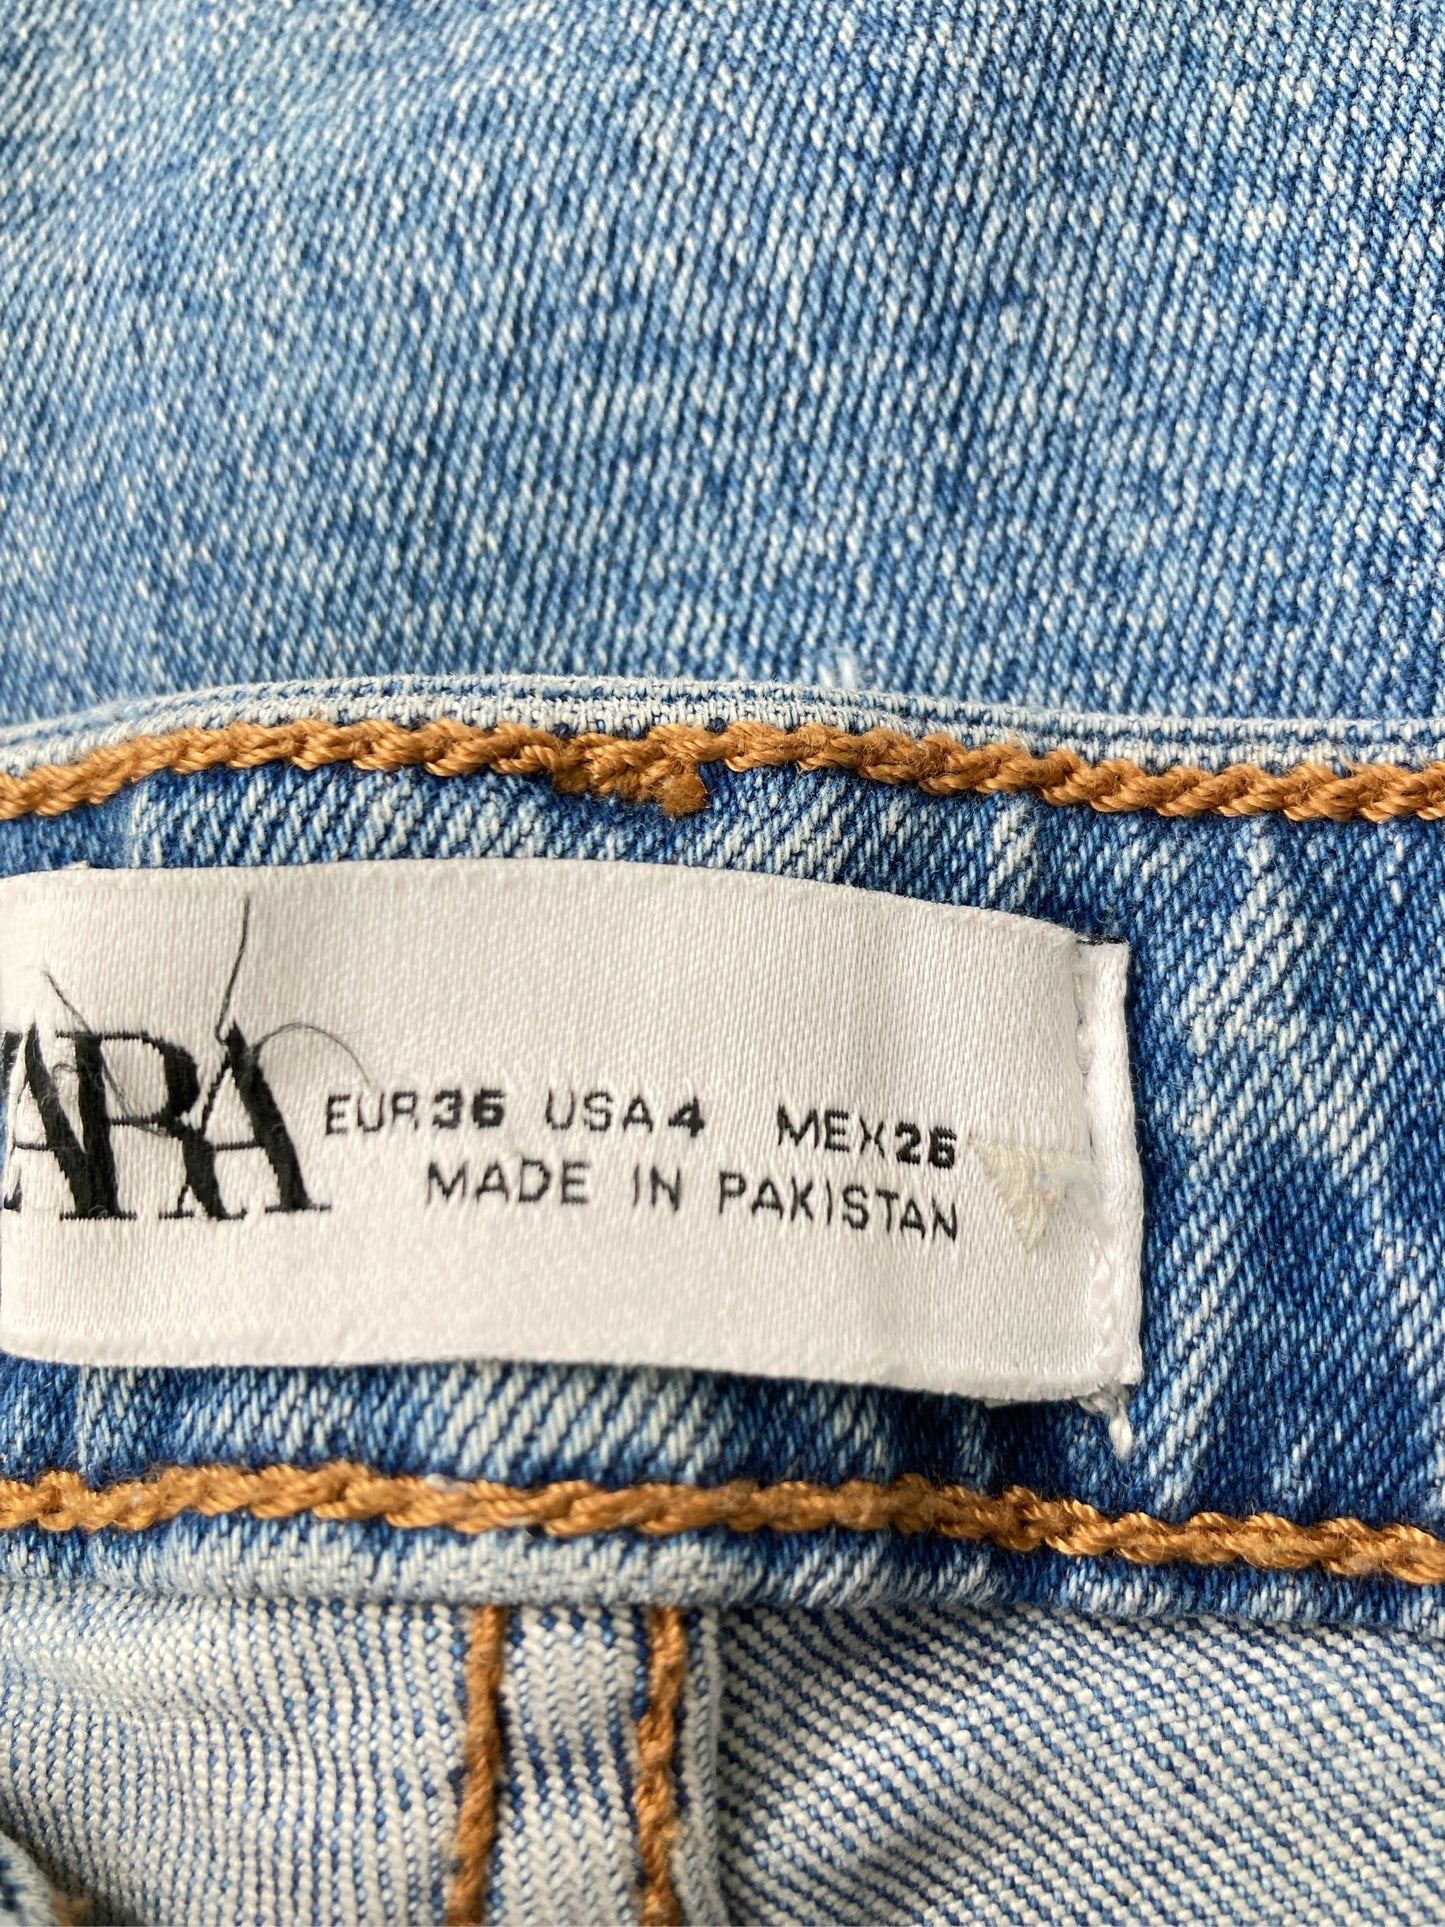 ZARA EUR 36 USA 4 MEX 26
MADE IN PAKISTAN